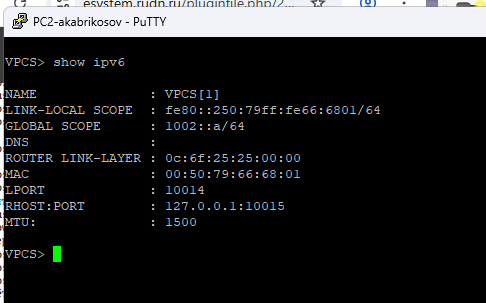 esystem.rudn.ru/pluginfile.php/2...
PC2-akabrikosov - PuTTY
VPCS> show ipv6
NAME : VPCS[1]
LINK-LOCAL SCOPE : fe80::250:79ff:fe66:6801/64
GLOBAL SCOPE : 1002::a/64
DNS :
ROUTER LINK-LAYER : 0c:6f:25:25:00:00
MAC : 00:50:79:66:68:01
LPORT : 10014
RHOST:PORT : 127.0.0.1:10015
MTU: : 1500
VPCS>